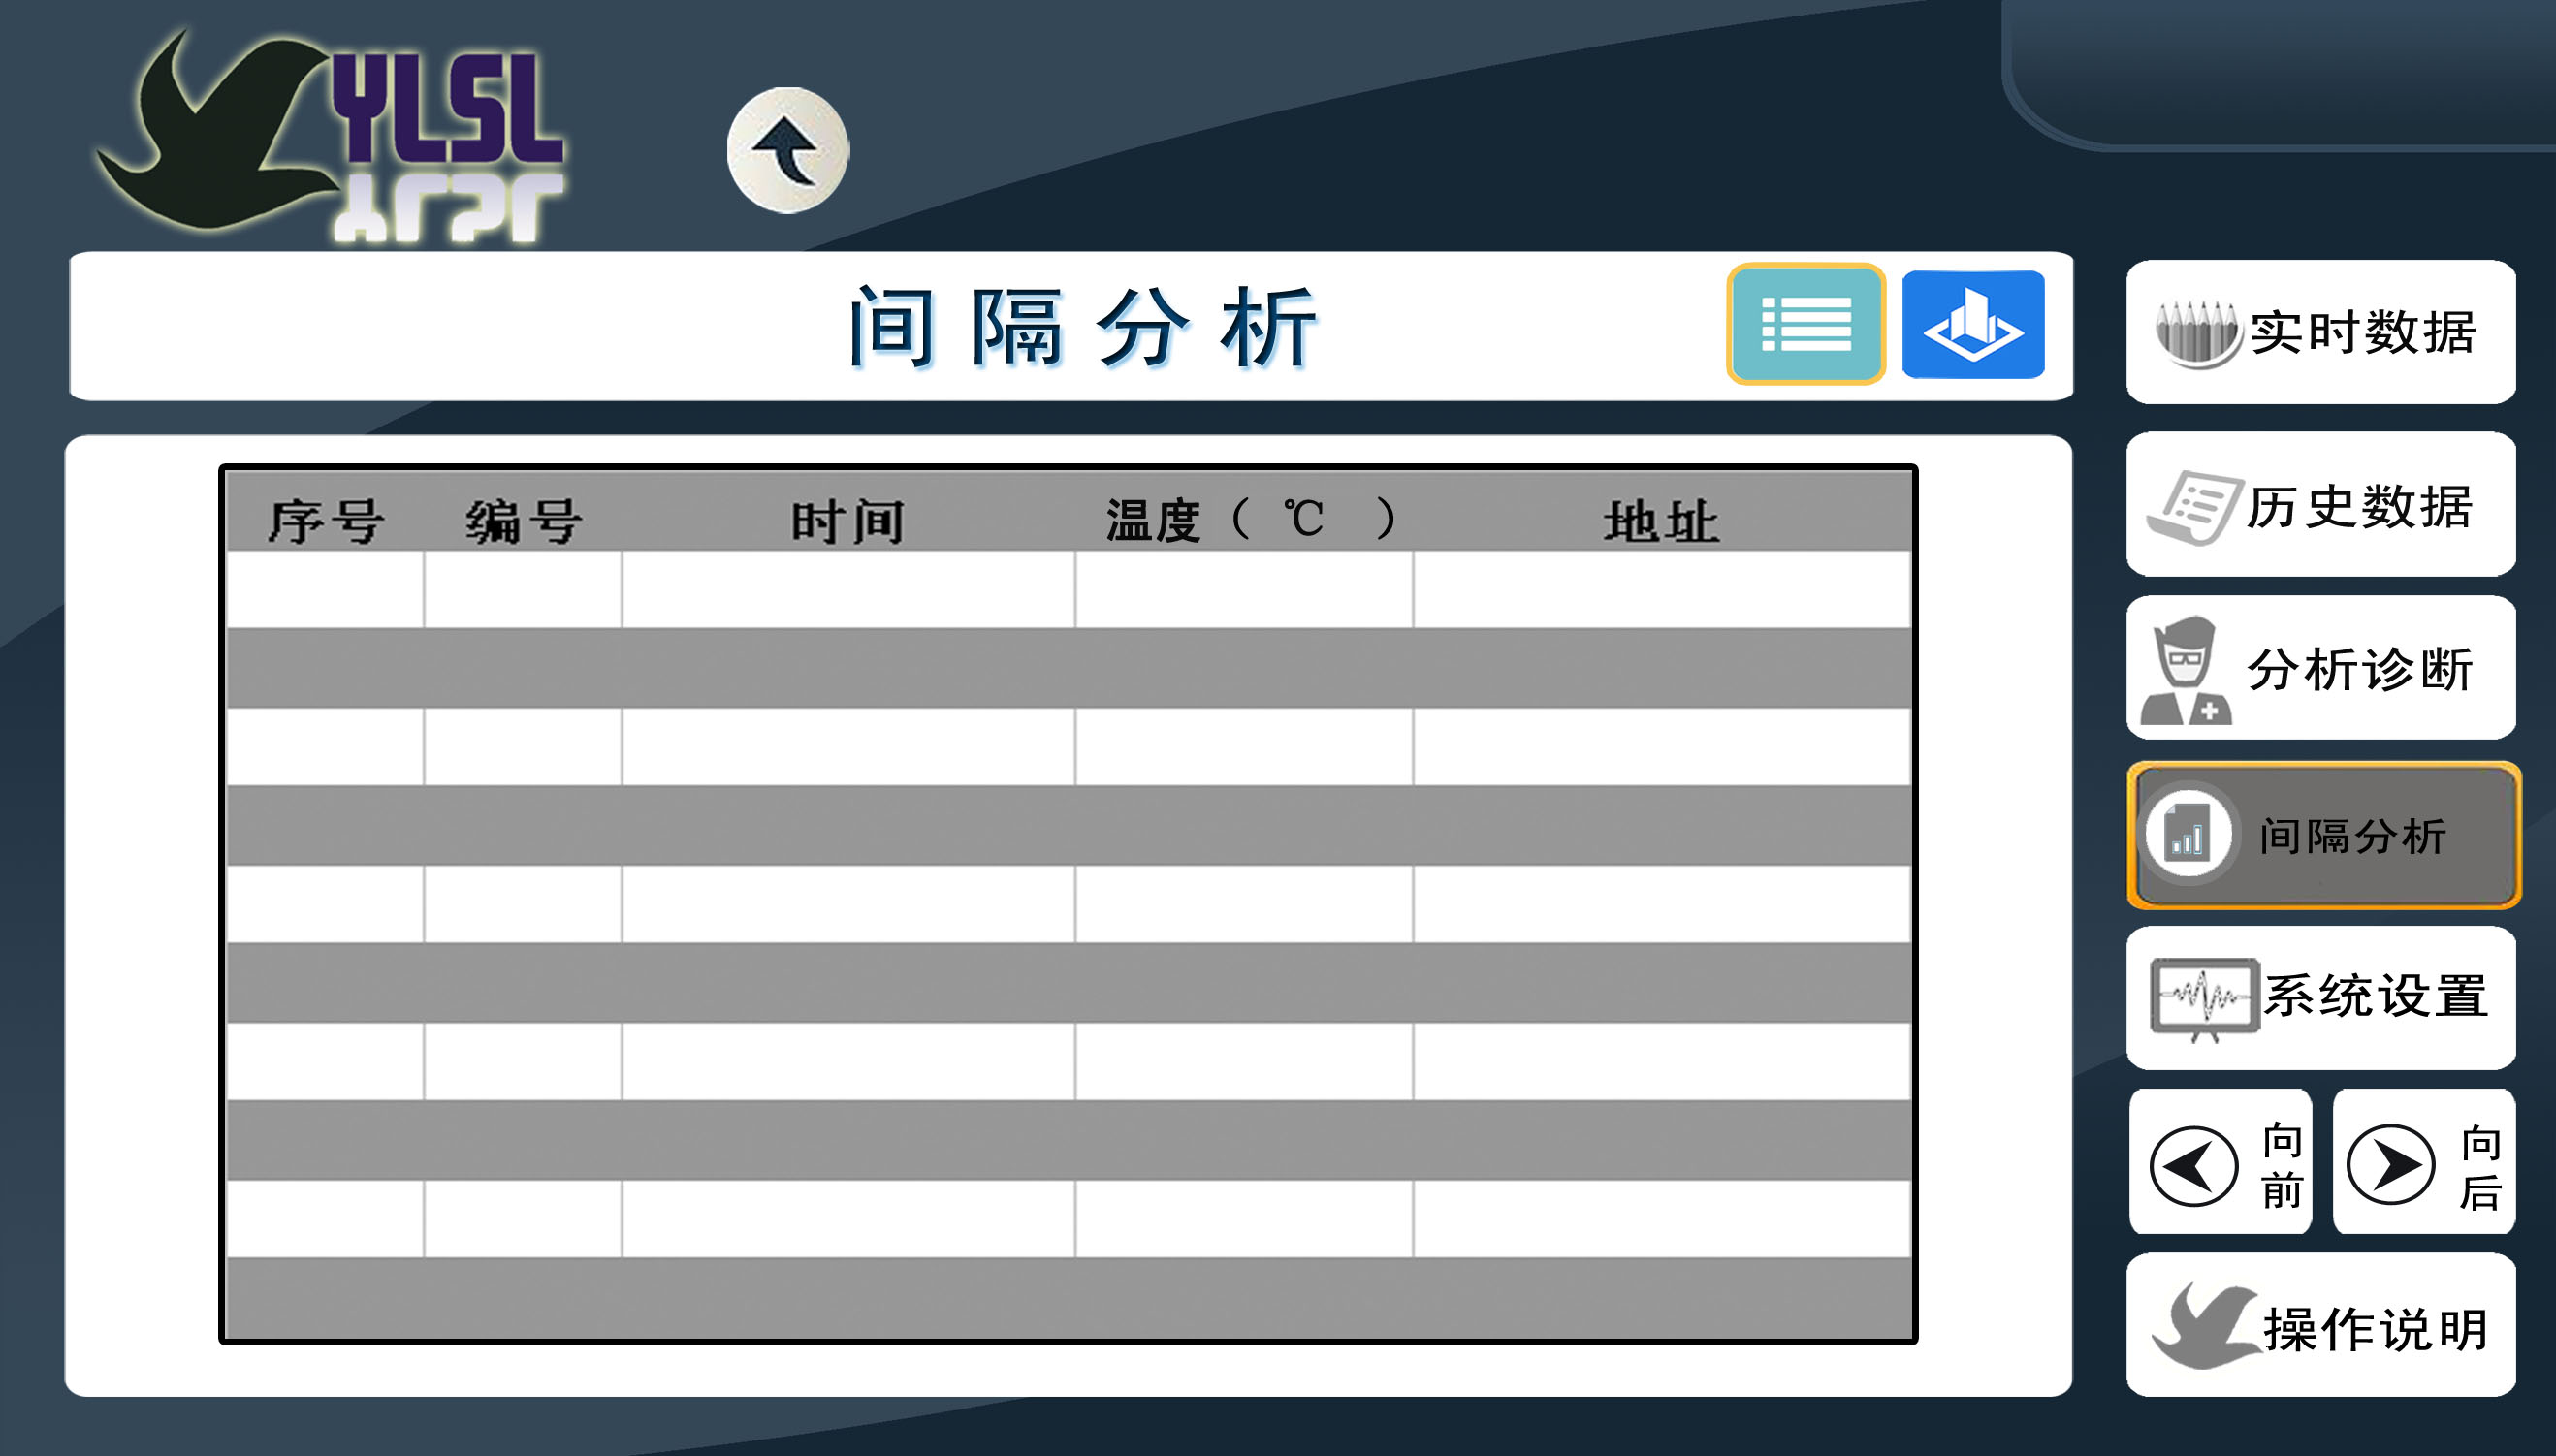 YLSL
间隔分析
序号 编号 时间 温度（ ℃ ） 地址
实时数据
历史数据
分析诊断
间隔分析
系统设置
向前
向后
操作说明